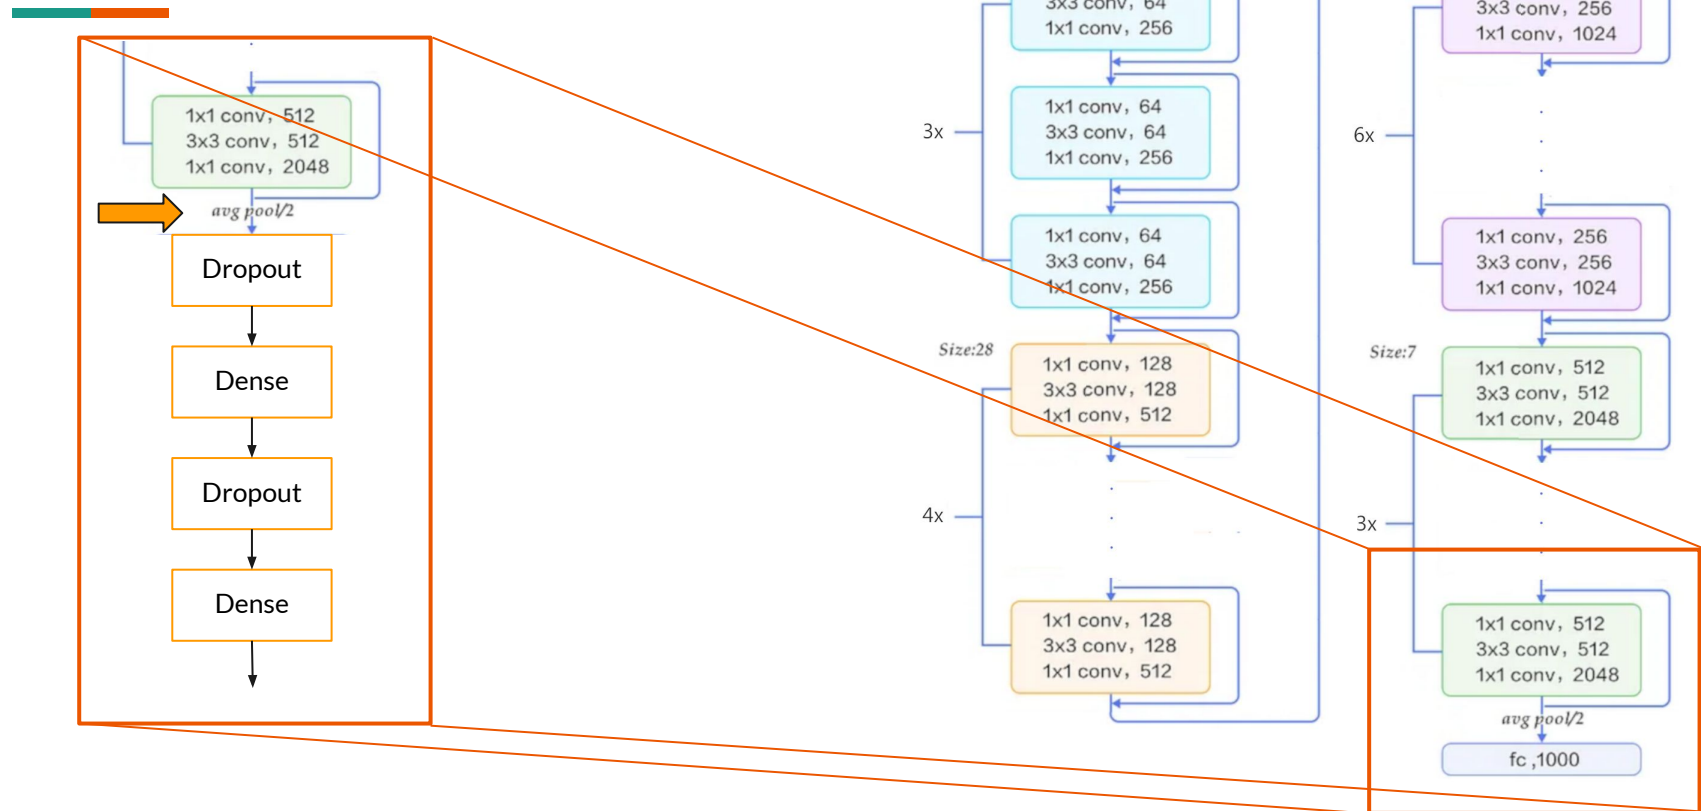 1x1 conv, 512
3x3 conv, 512
1x1 conv, 2048
avg pool/2
Dropout
Dense
Dropout
Dense
3x3 conv, 64
1x1 conv, 256
3x
1x1 conv, 64
3x3 conv, 64
1x1 conv, 256
1x1 conv, 64
3x3 conv, 64
1x1 conv, 256
Size:28
1x1 conv, 128
3x3 conv, 128
1x1 conv, 512
4x
1x1 conv, 128
3x3 conv, 128
1x1 conv, 512
3x3 conv, 256
1x1 conv, 1024
6x
1x1 conv, 256
3x3 conv, 256
1x1 conv, 1024
Size:7
1x1 conv, 512
3x3 conv, 512
1x1 conv, 2048
3x
1x1 conv, 512
3x3 conv, 512
1x1 conv, 2048
avg pool/2
fc ,1000